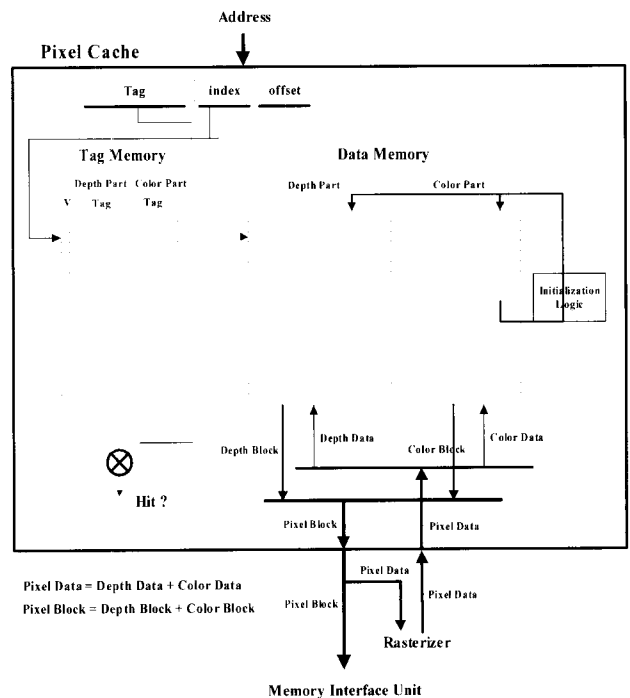 Address
Pixel Cache
Tag index offset
Tag Memory Data Memory
Depth Part Color Part Depth Part Color Part
V Tag Tag
Initialization
Logic
Depth Block Depth Data Color Block Color Data
Hit ?
Pixel Block Pixel Data
Pixel Data
Pixel Data = Depth Data + Color Data
Pixel Block Pixel Data
Pixel Block = Depth Block + Color Block
Rasterizer
Memory Interface Unit